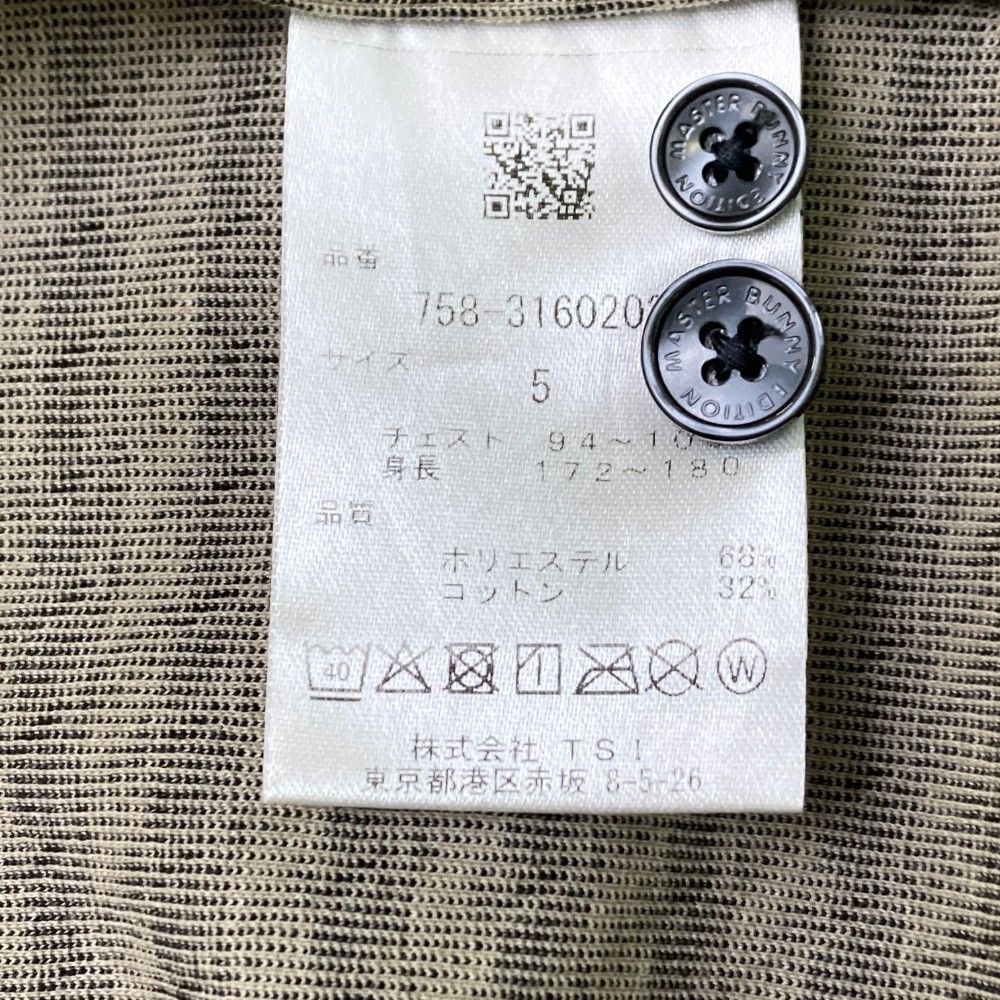 MASTER BUNNY EDITION
品番
758-3160202
MASTER BUNNY EDITION
サイズ
5
チェスト 94~10
身長 172~180
品質
ポリエステル 68%
コットン 32%
40
W
株式会社 TSI
東京都港区赤坂 8-5-26